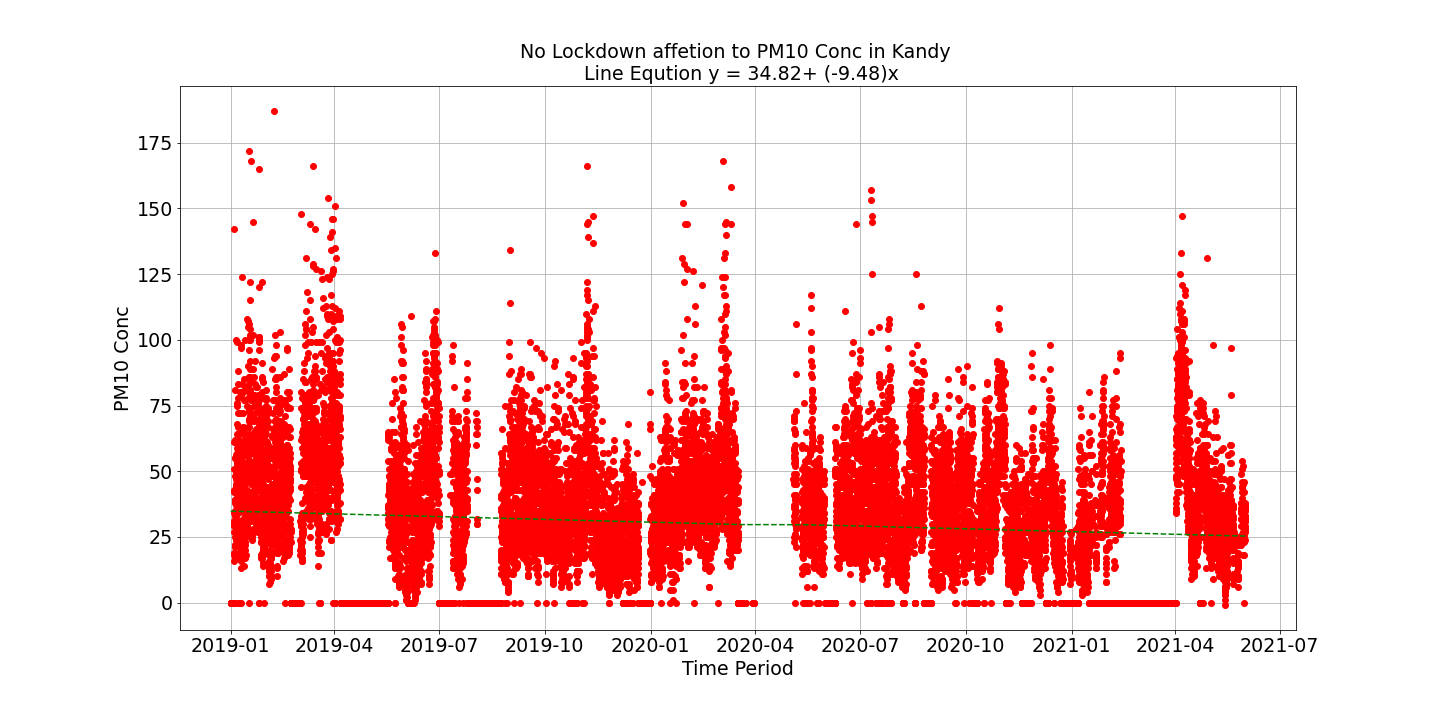 No Lockdown affetion to PM10 Conc in Kandy
Line Eqution y = 34.82+ (-9.48)x
PM10 Conc
175
150
125
100
75
50
25
0
2019-01 2019-04 2019-07 2019-10 2020-01 2020-04 2020-07 2020-10 2021-01 2021-04 2021-07
Time Period